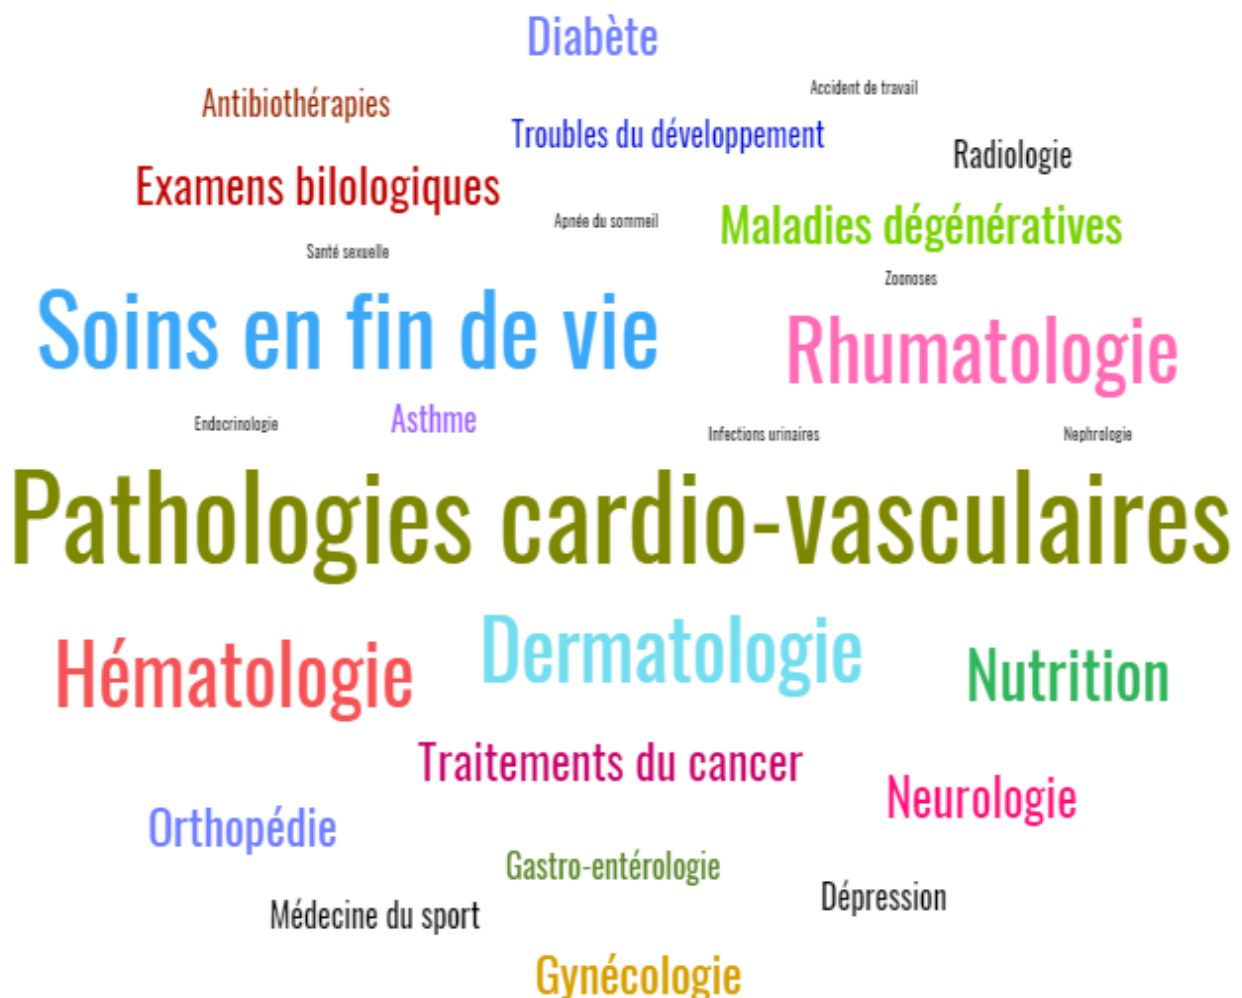 Diabète
Accident de travail
Antibiothérapies
Troubles du développement
Radiologie
Examens bilologiques
Apnée du sommeil
Maladies dégénératives
Santé sexuelle
Zoonoses
Soins en fin de vie
Rhumatologie
Endocrinologie
Asthme
Infections urinaires
Nephrologie
Pathologies cardio-vasculaires
Hématologie
Dermatologie
Nutrition
Traitements du cancer
Neurologie
Orthopédie
Gastro-entérologie
Dépression
Médecine du sport
Gynécologie